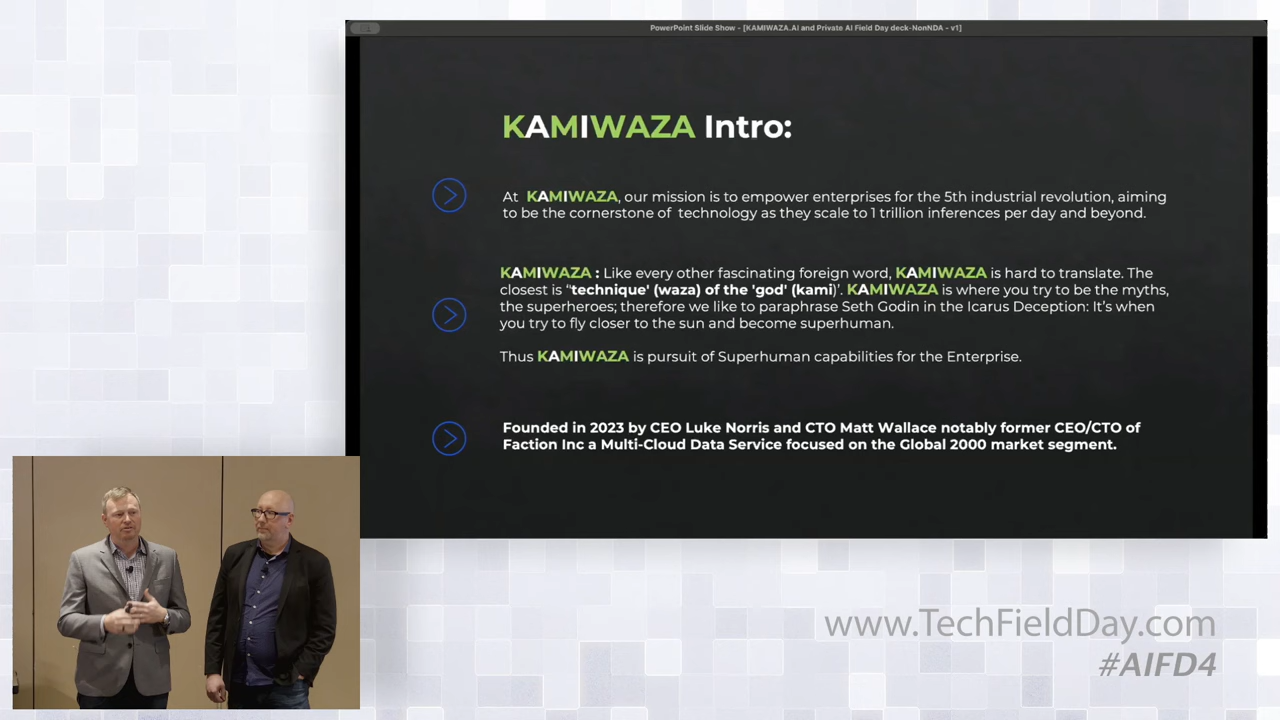 PowerPoint Slide Show - [KAMIWAZA.AI and Private AI Field Day deck-NonNDA - v1]
KAMIWAZA Intro:
At KAMIWAZA, our mission is to empower enterprises for the 5th industrial revolution, aiming
to be the cornerstone of technology as they scale to 1 trillion inferences per day and beyond.
KAMIWAZA : Like every other fascinating foreign word, KAMIWAZA is hard to translate. The
closest is “technique' (waza) of the 'god' (kami)’. KAMIWAZA is where you try to be the myths,
the superheroes; therefore we like to paraphrase Seth Godin in the Icarus Deception: It’s when
you try to fly closer to the sun and become superhuman.
Thus KAMIWAZA is pursuit of Superhuman capabilities for the Enterprise.
Founded in 2023 by CEO Luke Norris and CTO Matt Wallace notably former CEO/CTO of
Faction Inc a Multi-Cloud Data Service focused on the Global 2000 market segment.
www.TechFieldDay.com
#AIFD4